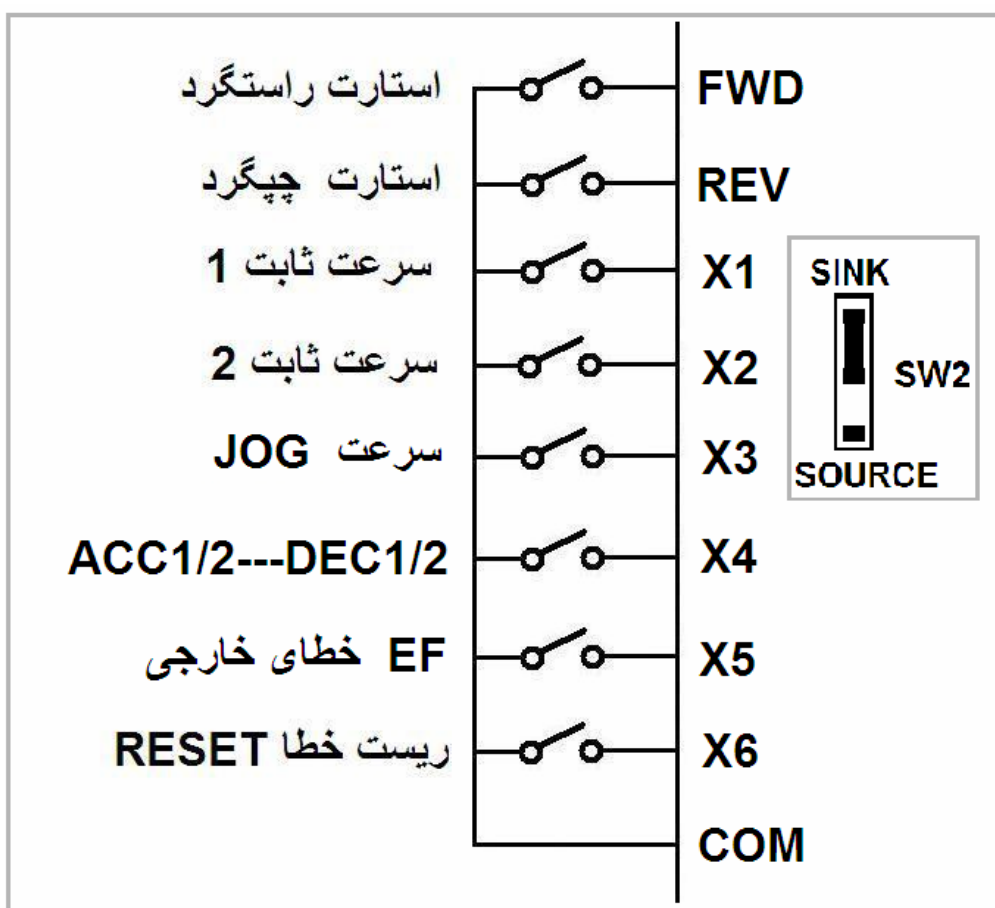 استارت راستگرد FWD
استارت چپگرد REV
سرعت ثابت 1 X1
سرعت ثابت 2 X2
سرعت JOG X3
ACC1/2---DEC1/2 X4
EF خطای خارجی X5
ریست خطا RESET X6
COM
SINK
SW2
SOURCE